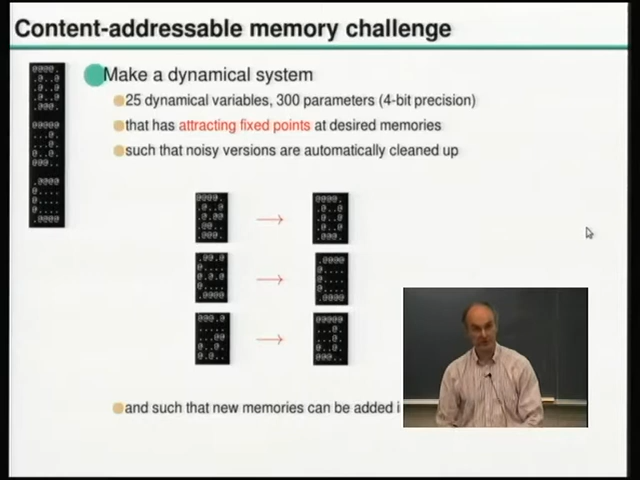 Content-addressable memory challenge
Make a dynamical system
25 dynamical variables, 300 parameters (4-bit precision)
that has attracting fixed points at desired memories
such that noisy versions are automatically cleaned up
and such that new memories can be added i